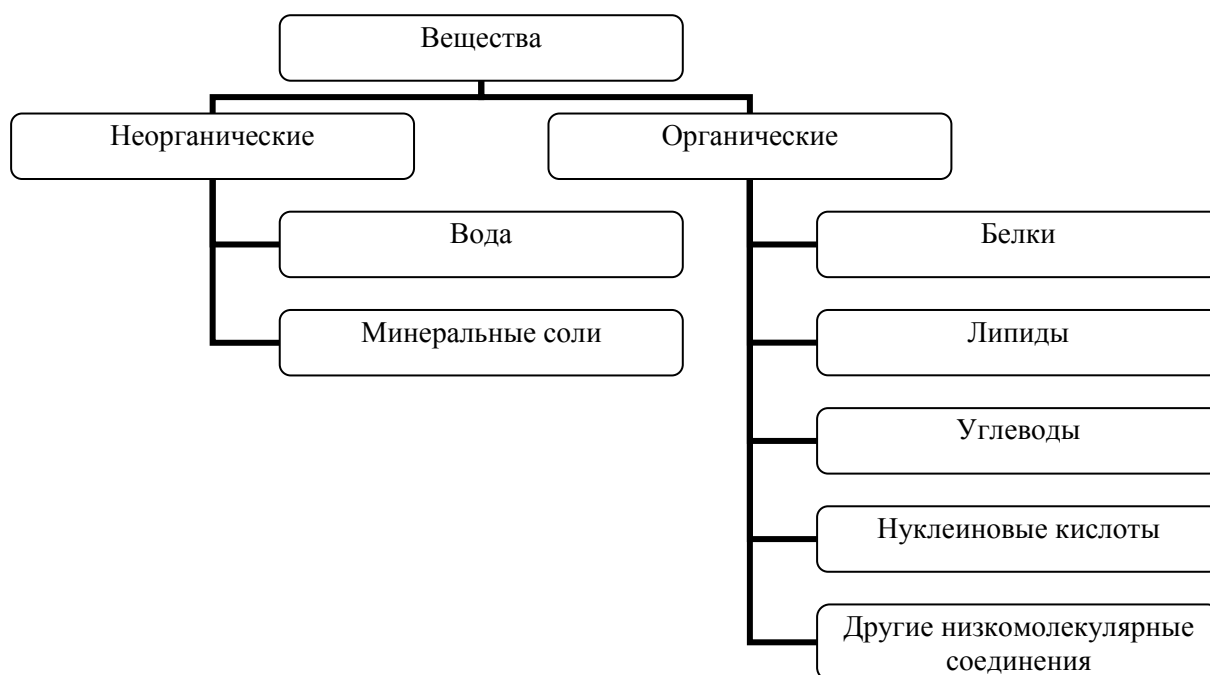 Вещества
Неорганические
Органические
Вода
Белки
Минеральные соли
Липиды
Углеводы
Нуклеиновые кислоты
Другие низкомолекулярные
соединения